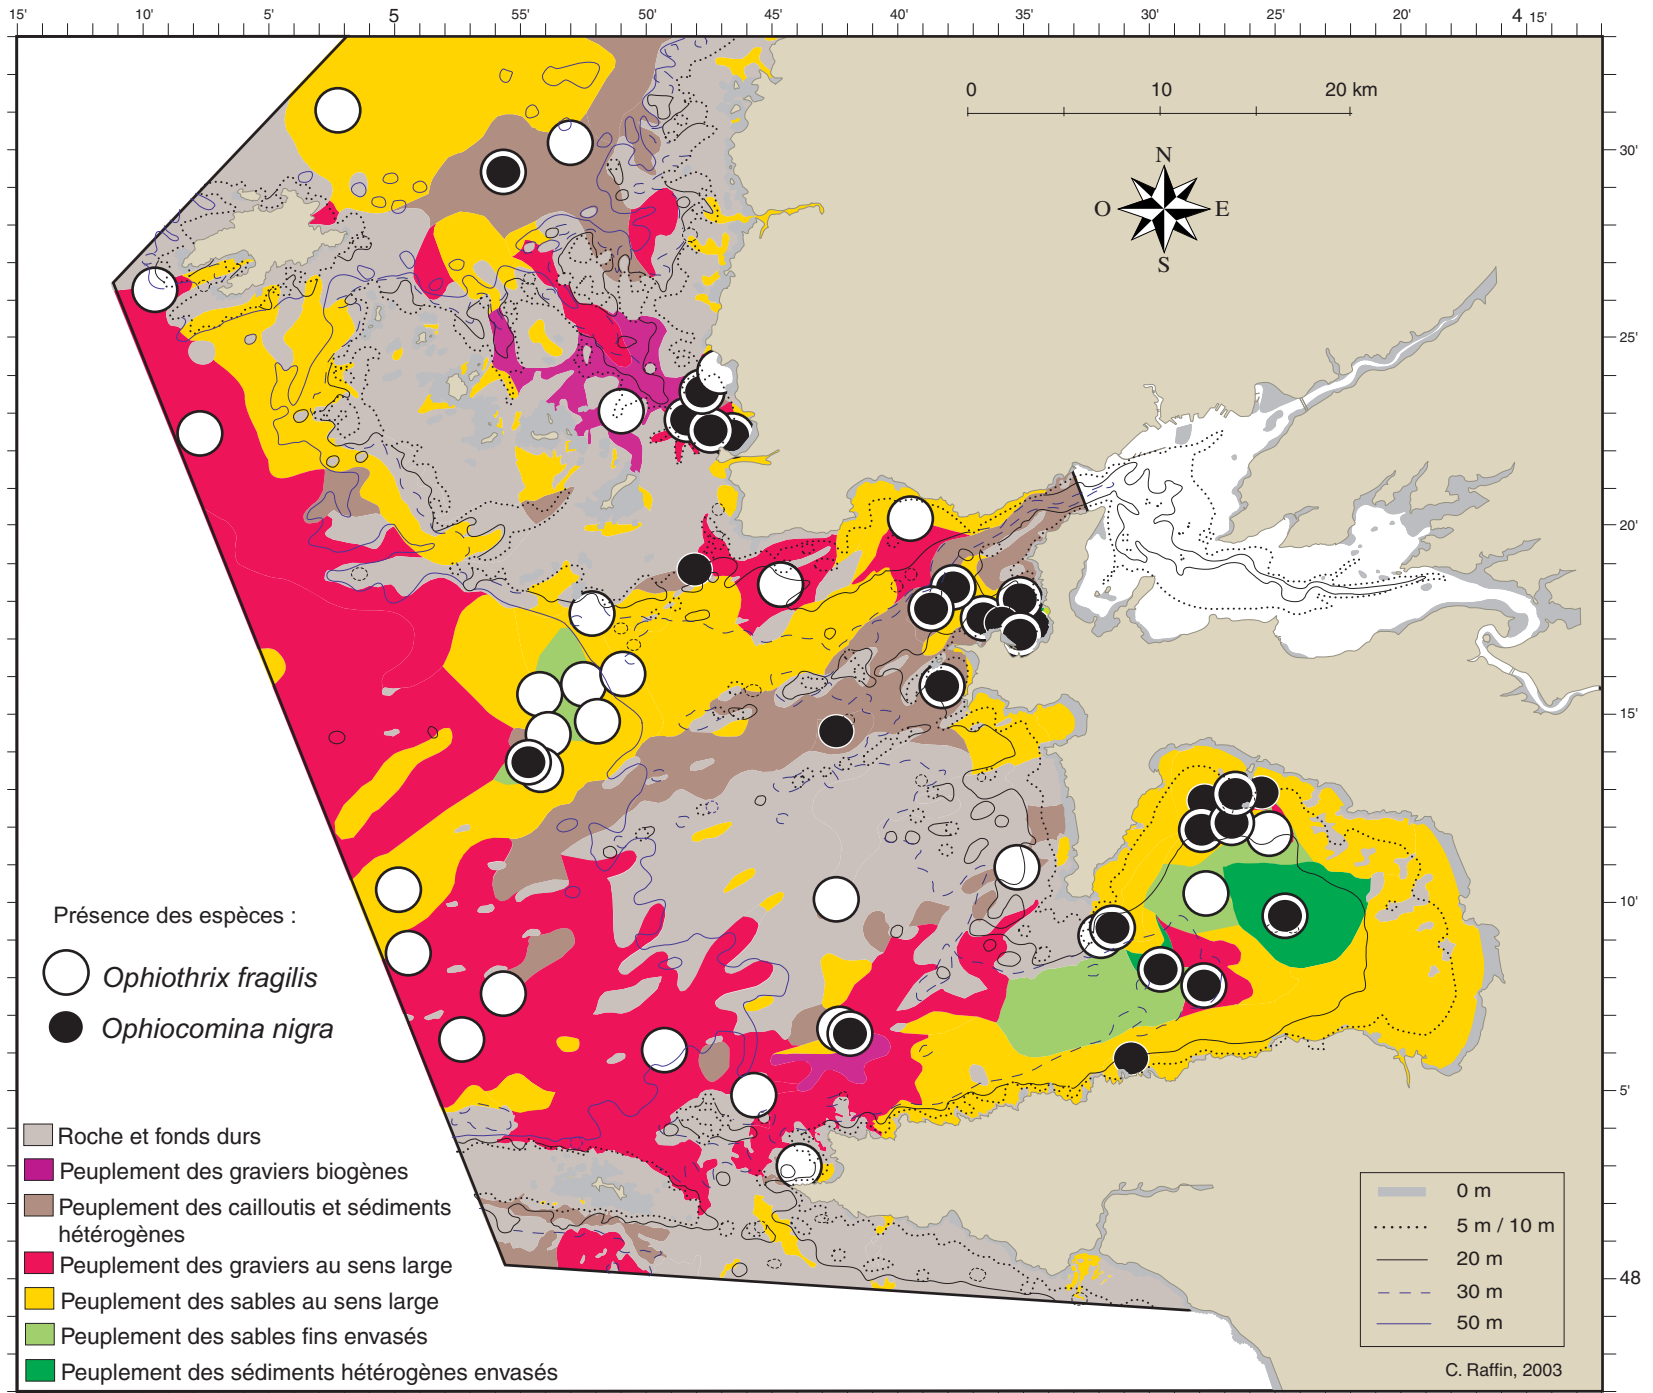 15' 10' 5' 5 55' 50' 45' 40' 35' 30' 25' 20' 4 15'
0 10 20 km
N
O E
S
30'
25'
20'
15'
10'
5'
48
Présence des espèces :
Ophiothrix fragilis
Ophiocomina nigra
Roche et fonds durs
Peuplement des graviers biogènes
Peuplement des cailloutis et sédiments
hétérogènes
Peuplement des graviers au sens large
Peuplement des sables au sens large
Peuplement des sables fins envasés
Peuplement des sédiments hétérogènes envasés
0 m
5 m / 10 m
20 m
30 m
50 m
C. Raffin, 2003